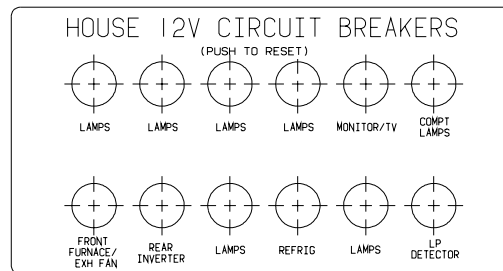 HOUSE 12V CIRCUIT BREAKERS
(PUSH TO RESET)
LAMPS LAMPS LAMPS LAMPS MONITOR/TV COMPT LAMPS
FRONT FURNACE/ EXH FAN REAR INVERTER LAMPS REFRIG LAMPS LP DETECTOR